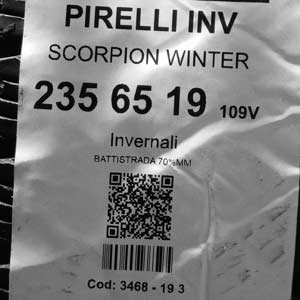 PIRELLI INV
SCORPION WINTER
235 65 19 109V
Invernali
BATTISTRADA 70%MM
Cod: 3468 - 19 3